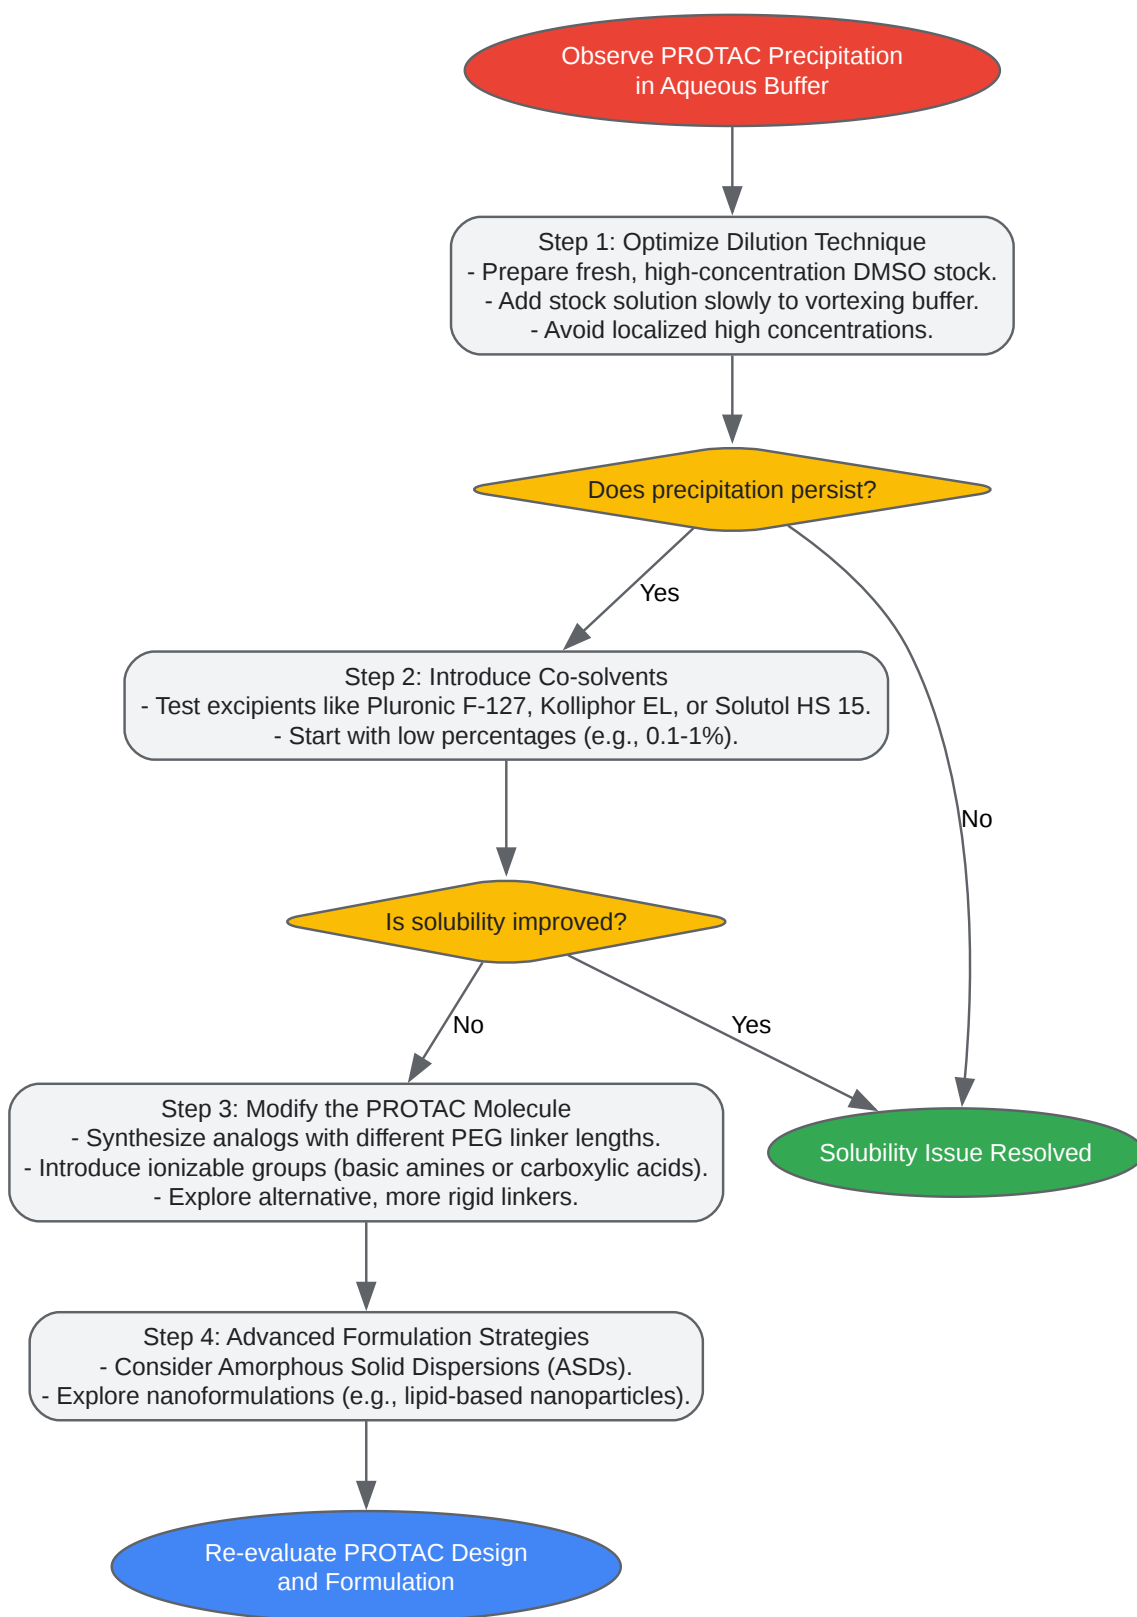 Observe PROTAC Precipitation
in Aqueous Buffer
Step 1: Optimize Dilution Technique
- Prepare fresh, high-concentration DMSO stock.
- Add stock solution slowly to vortexing buffer.
- Avoid localized high concentrations.
Does precipitation persist?
Yes
Step 2: Introduce Co-solvents
- Test excipients like Pluronic F-127, Kolliphor EL, or Solutol HS 15.
- Start with low percentages (e.g., 0.1-1%).
No
Is solubility improved?
No
Yes
Step 3: Modify the PROTAC Molecule
- Synthesize analogs with different PEG linker lengths.
- Introduce ionizable groups (basic amines or carboxylic acids).
- Explore alternative, more rigid linkers.
Solubility Issue Resolved
Step 4: Advanced Formulation Strategies
- Consider Amorphous Solid Dispersions (ASDs).
- Explore nanoformulations (e.g., lipid-based nanoparticles).
Re-evaluate PROTAC Design
and Formulation